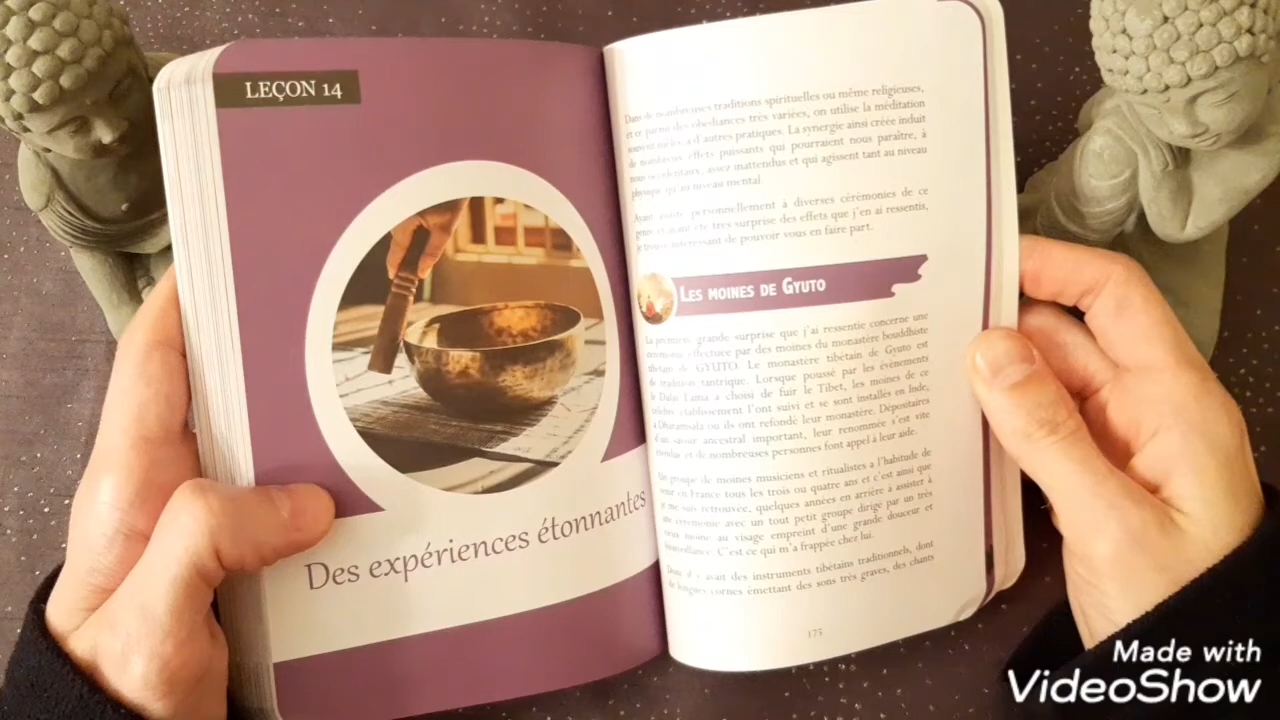 LEÇON 14
Des expériences étonnantes
Dans de nombreuses traditions spirituelles ou même religieuses,
et ce parmi des obédiances très variées, on utilise la méditation
souvent mêlée à d'autres pratiques. La synergie ainsi créée induit
de nombreux effets puissants qui pourraient nous paraître, à
nous occidentaux, assez inattendus et qui agissent tant au niveau
physique qu'au niveau mental.
Ayant assisté personnellement à diverses cérémonies de ce
genre et ayant été très surprise des effets que j'en ai ressentis,
je trouve intéressant de pouvoir vous en faire part.
LES MOINES DE GYUTO
La première grande surprise que j'ai ressentie concerne une
cérémonie effectuée par des moines du monastère bouddhiste
tibétain de GYUTO. Le monastère tibétain de Gyuto est
de tradition tantrique. Lorsque poussé par les évènements
le Dalaï Lama a choisi de fuir le Tibet, les moines de ce
célèbre établissement l'ont suivi et se sont installés en Inde,
à Dharamsala où ils ont refondé leur monastère. Dépositaires
d'un savoir ancestral important, leur renommée s'est vite
étendue et de nombreuses personnes font appel à leur aide.
Un groupe de moines musiciens et ritualistes a l'habitude de
venir en France tous les trois ou quatre ans et c'est ainsi que
je me suis retrouvée, quelques années en arrière à assister à
une cérémonie avec un tout petit groupe dirigé par un très
vieux moine au visage empreint d'une grande douceur et
bienveillance. C'est ce qui m'a frappée chez lui.
il y avait des instruments tibétains traditionnels, dont
de longues cornes émettant des sons très graves, des chants
175
Made with
VideoShow